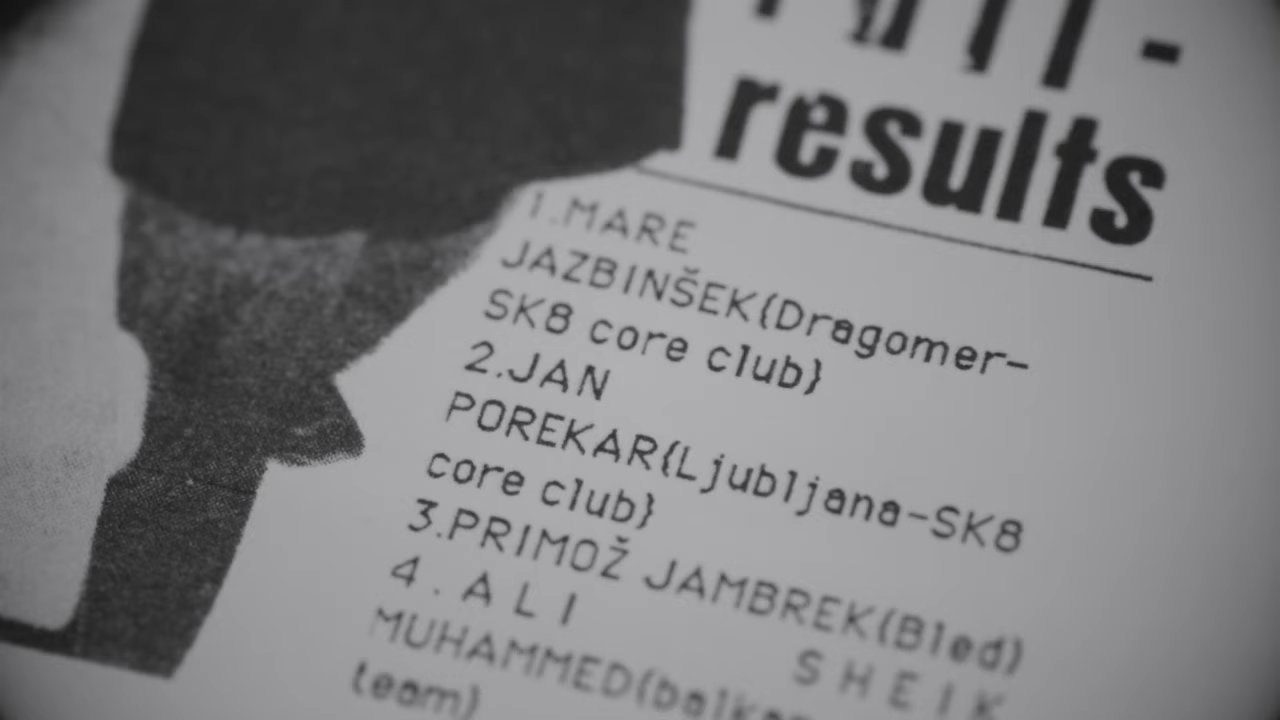 results
1.MARE
JAZBINŠEK{Dragomer-
SK8 core club}
2.JAN
POREKAR{Ljubljana-SK8
core club}
3.PRIMOŽ JAMBREK(Bled)
4.ALI SHEIK
MUHAMMED(balkan
team)